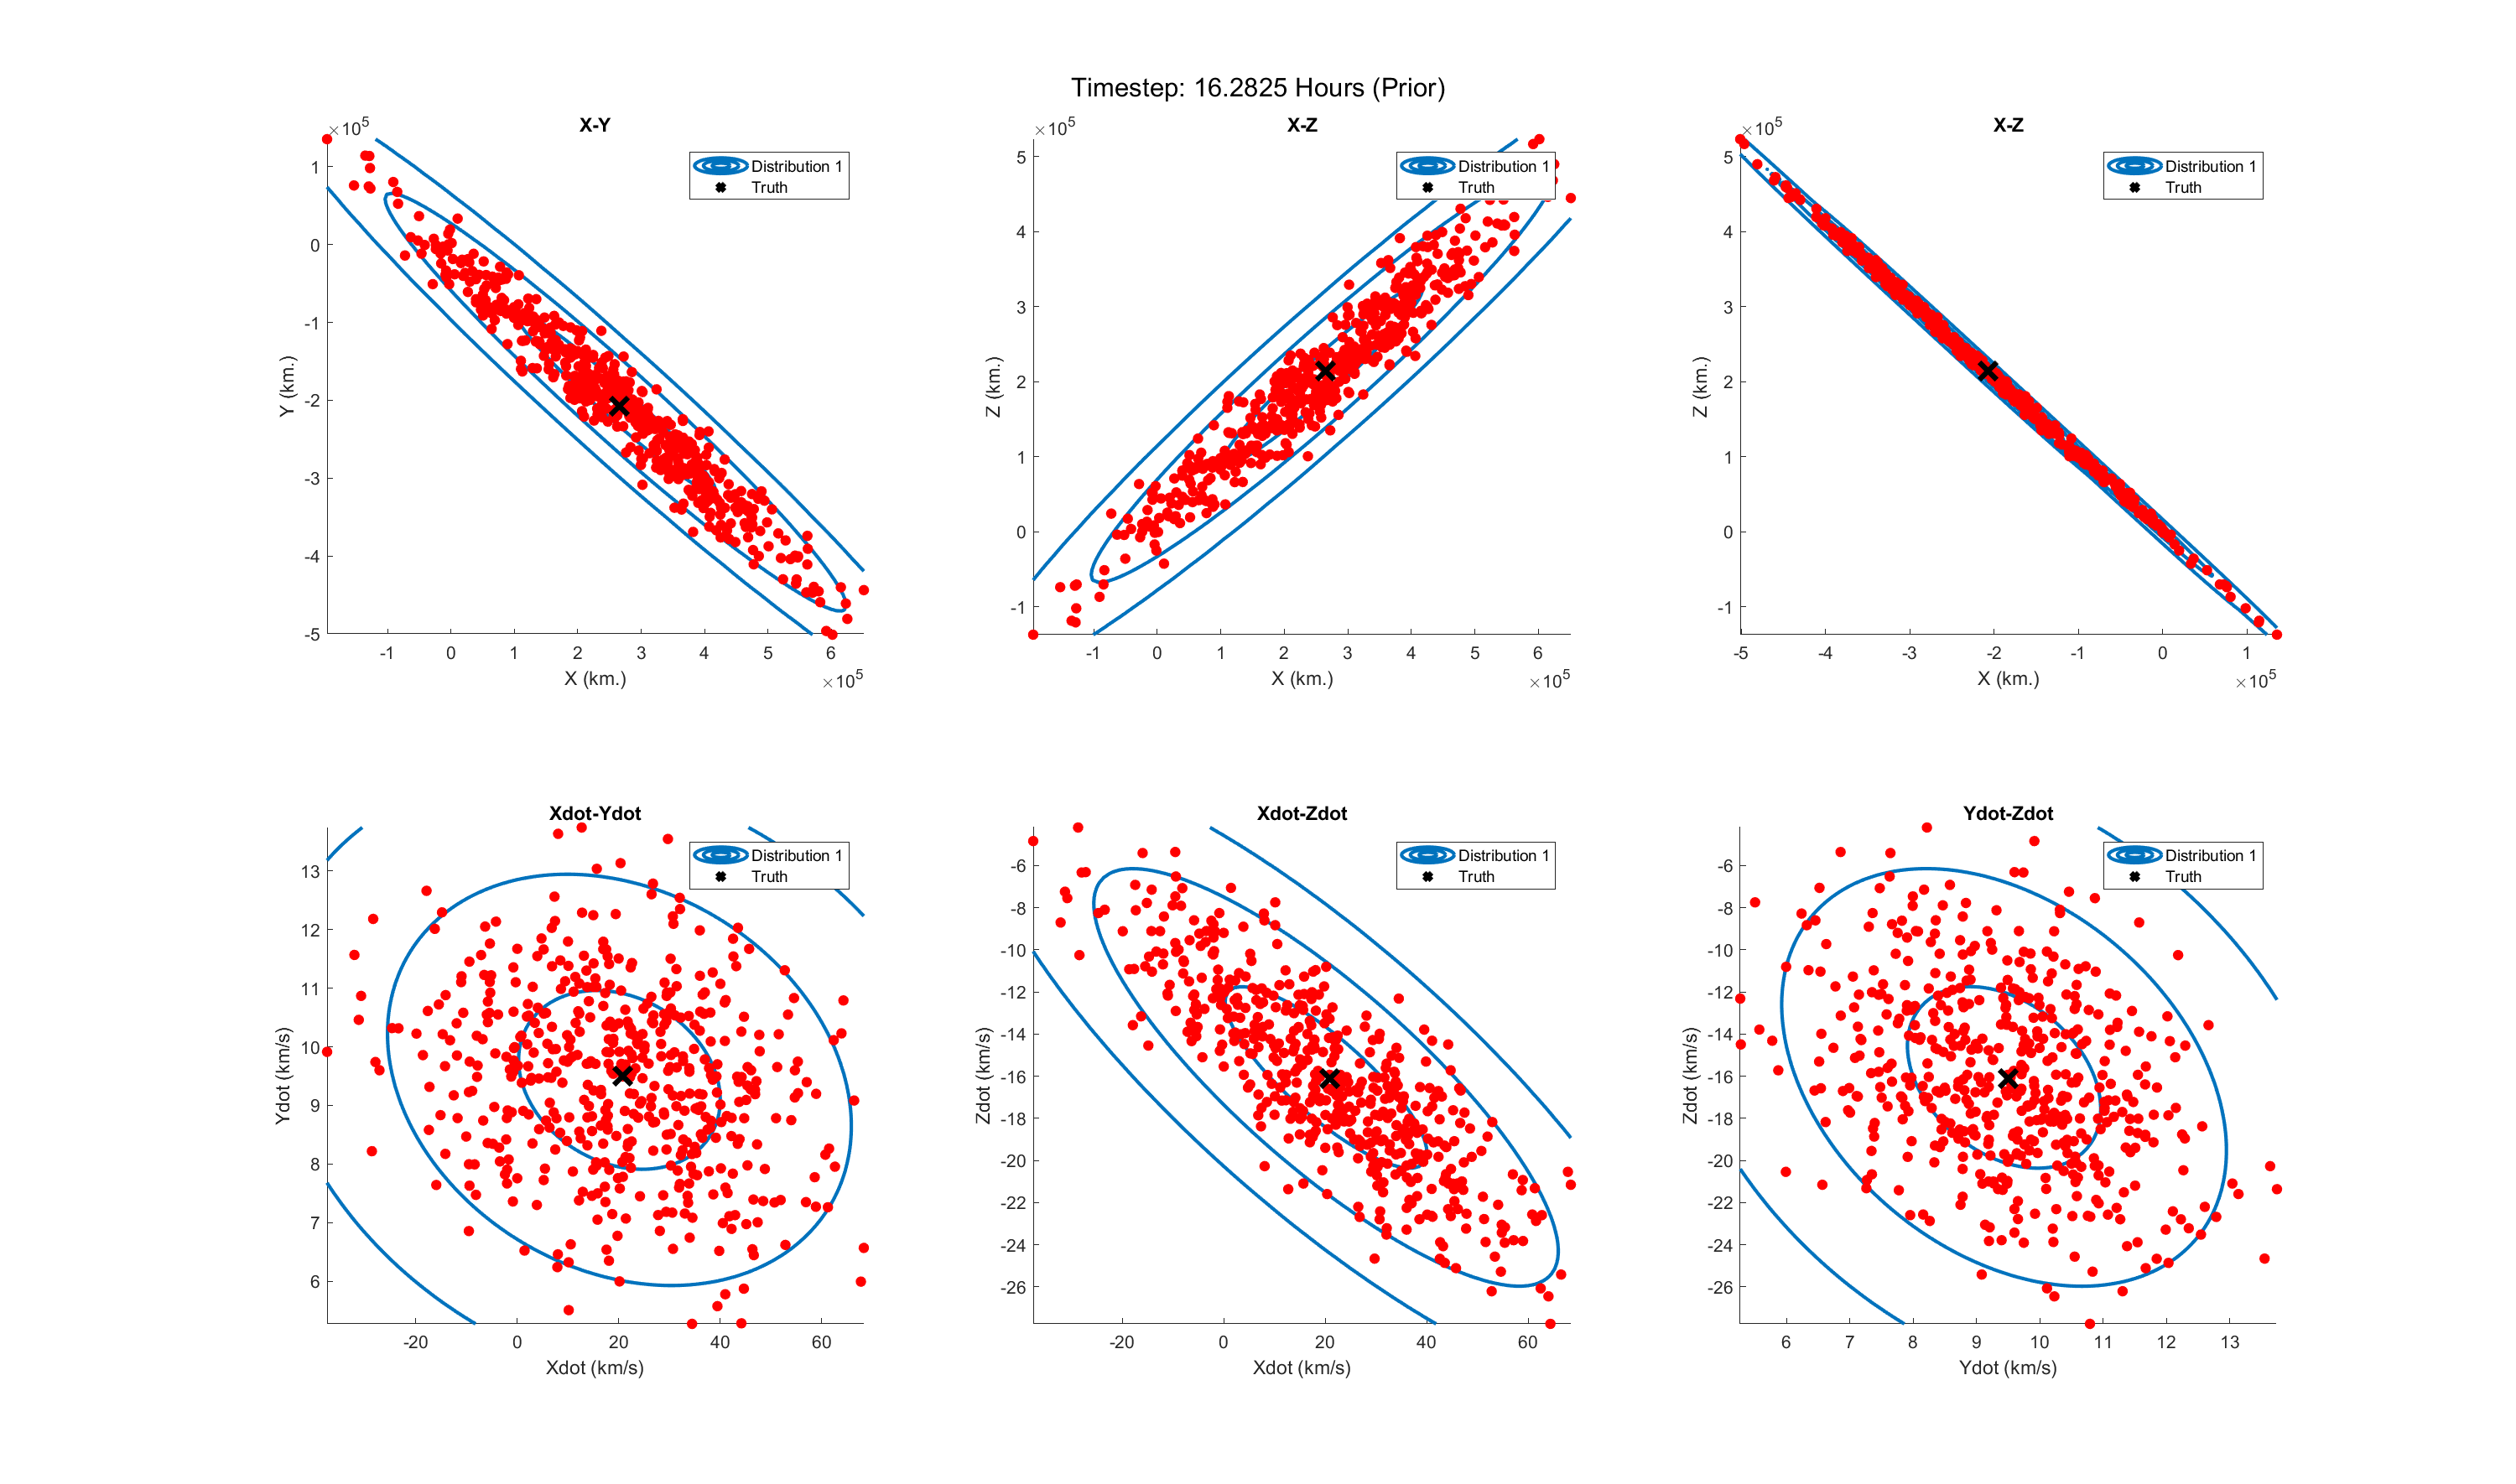 Timestep: 16.2825 Hours (Prior)
X-Y
×10^5
1
0
-1
-2
-3
-4
-5
Y (km.)
-1 0 1 2 3 4 5 6
X (km.)
×10^5
Distribution 1
Truth
X-Z
×10^5
5
4
3
2
1
0
-1
Z (km.)
-1 0 1 2 3 4 5 6
X (km.)
×10^5
Distribution 1
Truth
X-Z
×10^5
5
4
3
2
1
0
-1
Z (km.)
-5 -4 -3 -2 -1 0 1
X (km.)
×10^5
Distribution 1
Truth
Xdot-Ydot
13
12
11
10
9
8
7
6
Ydot (km/s)
-20 0 20 40 60
Xdot (km/s)
Distribution 1
Truth
Xdot-Zdot
-6
-8
-10
-12
-14
-16
-18
-20
-22
-24
-26
Zdot (km/s)
-20 0 20 40 60
Xdot (km/s)
Distribution 1
Truth
Ydot-Zdot
-6
-8
-10
-12
-14
-16
-18
-20
-22
-24
-26
Zdot (km/s)
6 7 8 9 10 11 12 13
Ydot (km/s)
Distribution 1
Truth